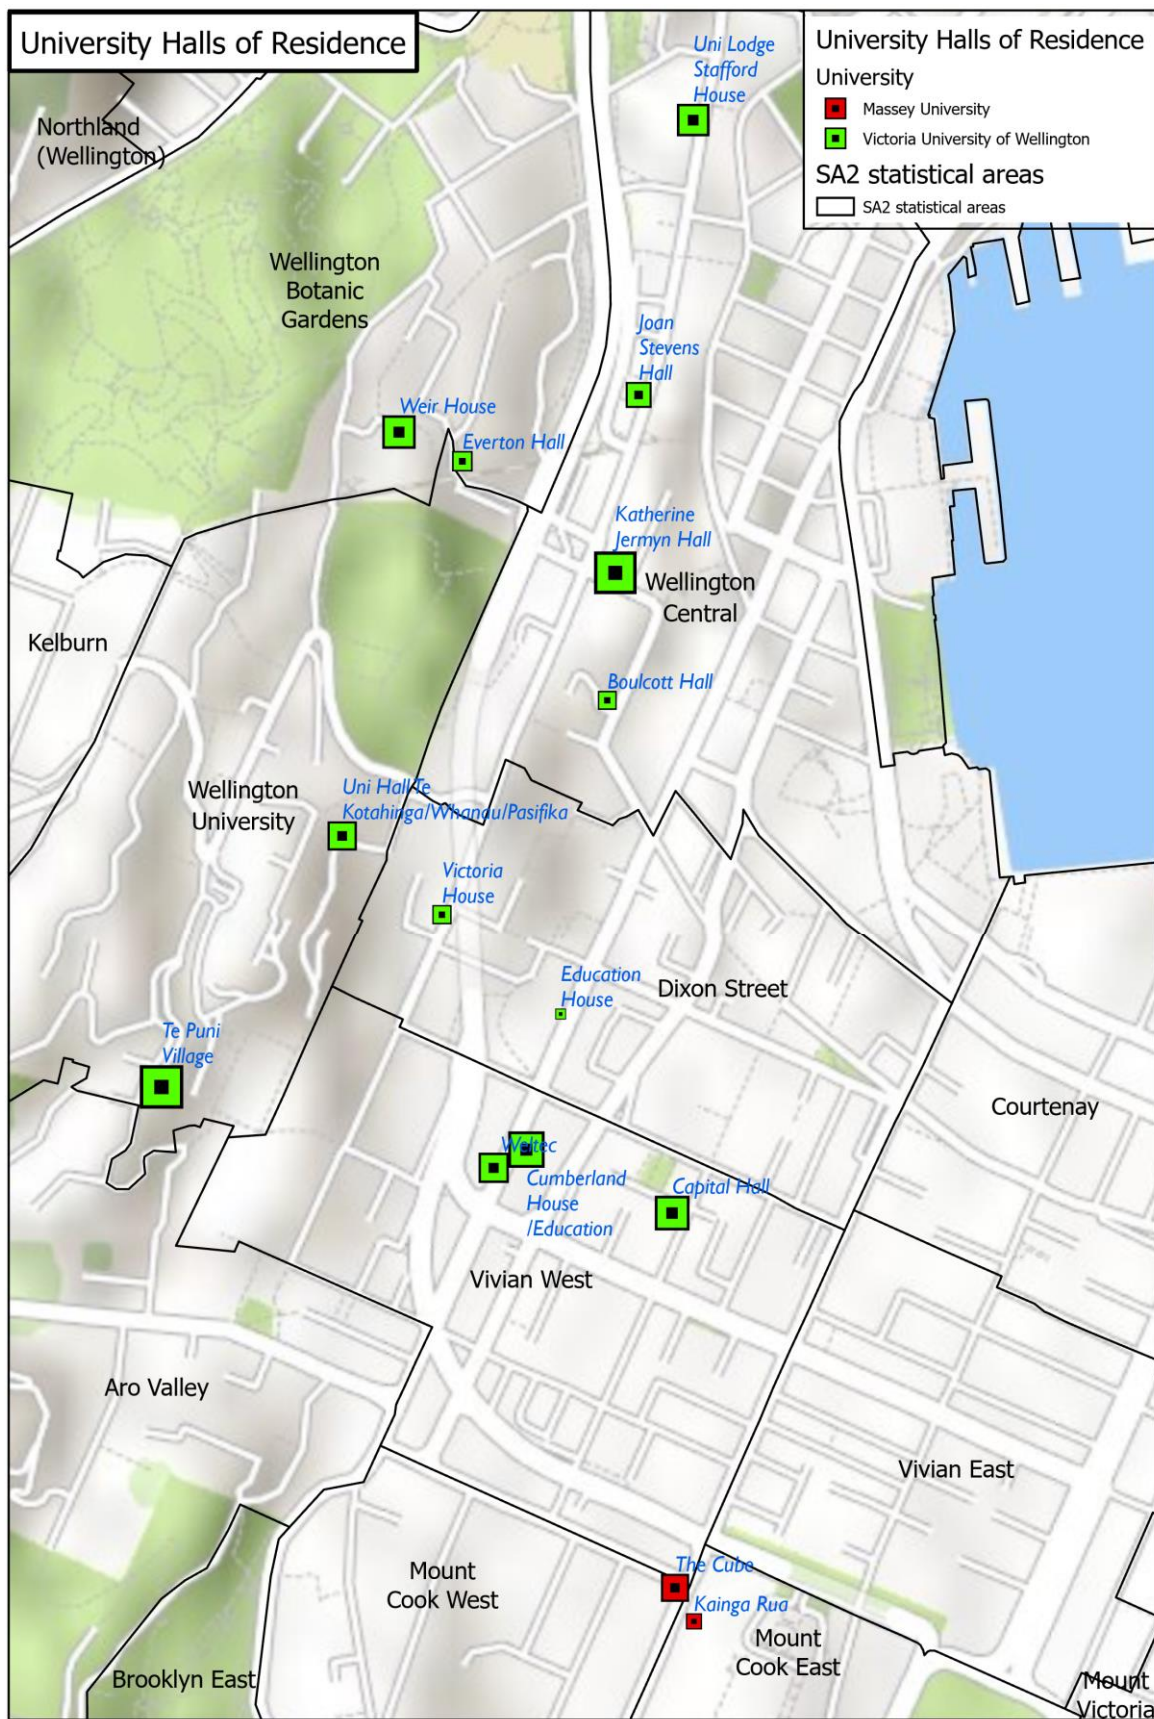 University Halls of Residence
University Halls of Residence
University
Massey University
Victoria University of Wellington
SA2 statistical areas
SA2 statistical areas
Uni Lodge
Stafford
House
Northland
(Wellington)
Wellington
Botanic
Gardens
Joan
Stevens
Hall
Weir House
Everton Hall
Katherine
Jermyn Hall
Wellington
Central
Kelburn
Boulcott Hall
Wellington
University
Uni Hall Te
Kotahinga/Whanau/Pasifika
Victoria
House
Education
House
Dixon Street
Te Puni
Village
Courtenay
Weltec
Cumberland
House
/Education
Capital Hall
Vivian West
Aro Valley
Vivian East
Mount
Cook West
The Cube
Kainga Rua
Mount
Cook East
Brooklyn East
Mount
Victoria